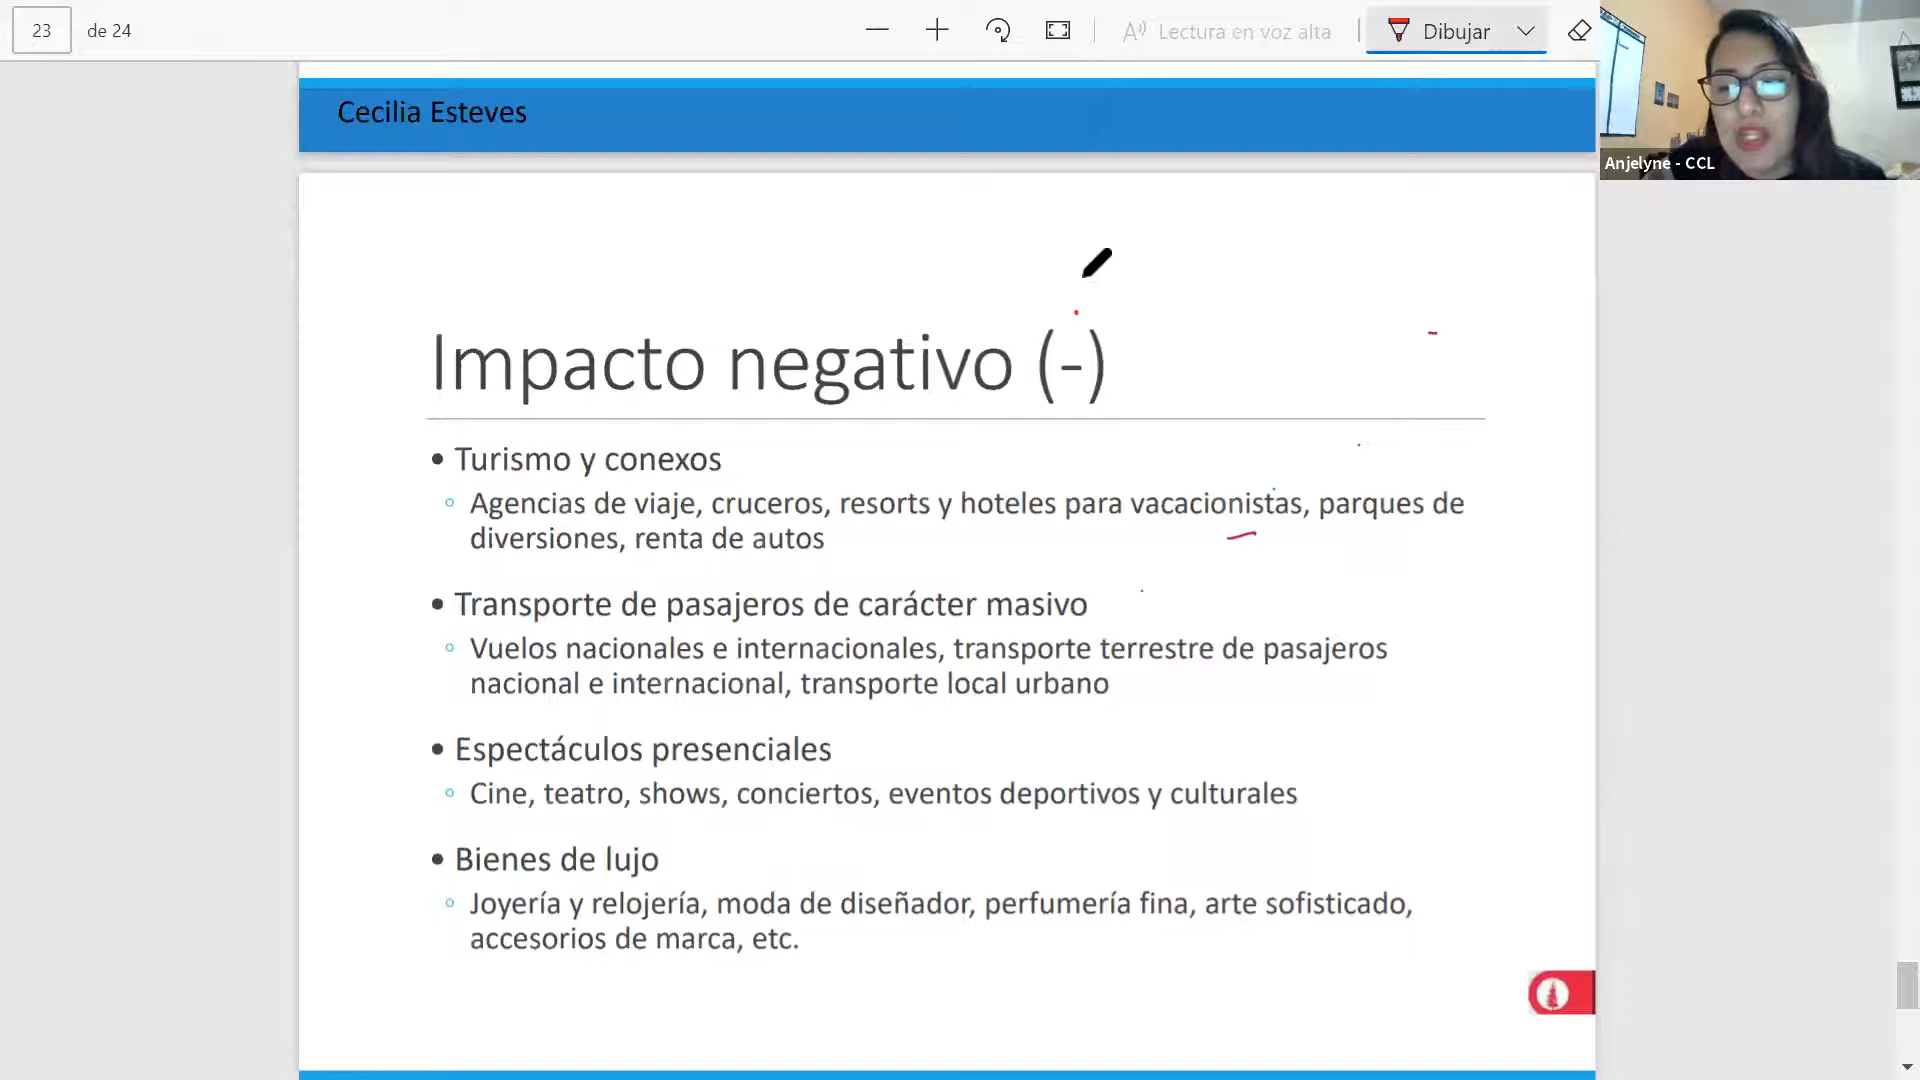 23 de 24 Lectura en voz alta Dibujar
Cecilia Esteves
Anjelyne - CCL
Impacto negativo (-)
• Turismo y conexos
◦ Agencias de viaje, cruceros, resorts y hoteles para vacacionistas, parques de
diversiones, renta de autos
• Transporte de pasajeros de carácter masivo
◦ Vuelos nacionales e internacionales, transporte terrestre de pasajeros
nacional e internacional, transporte local urbano
• Espectáculos presenciales
◦ Cine, teatro, shows, conciertos, eventos deportivos y culturales
• Bienes de lujo
◦ Joyería y relojería, moda de diseñador, perfumería fina, arte sofisticado,
accesorios de marca, etc.